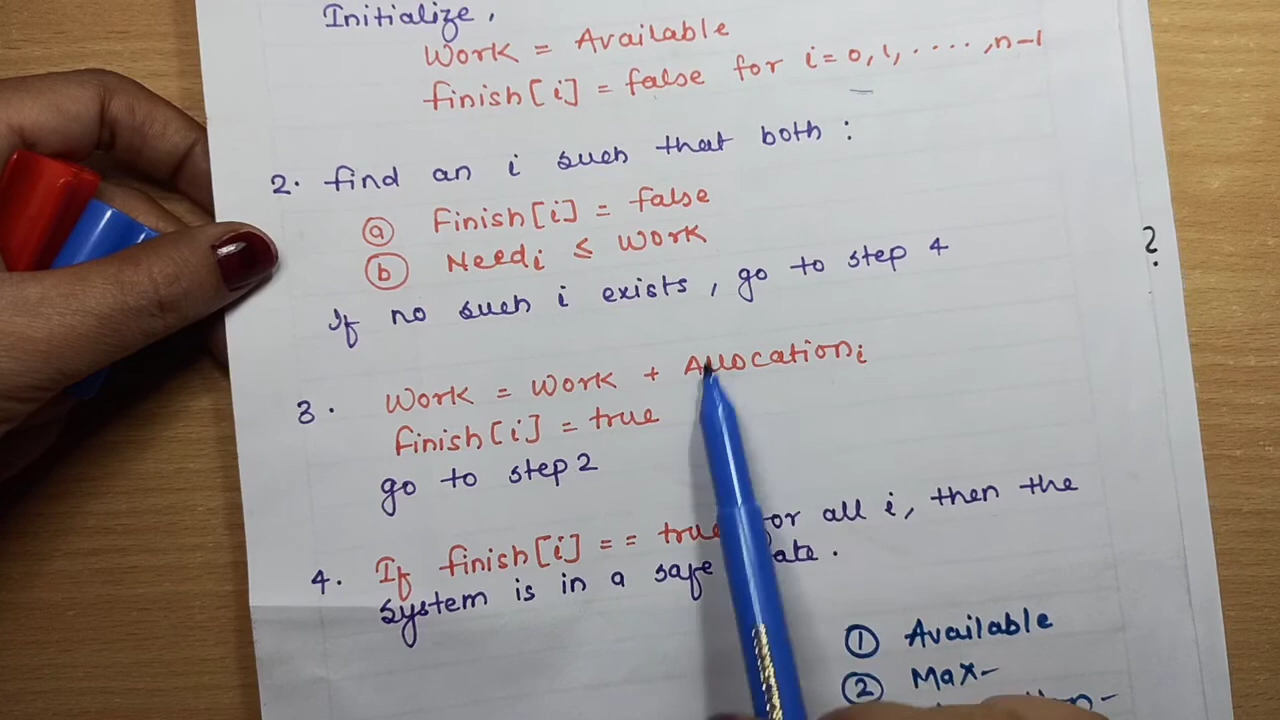 Initialize,
Work = Available
finish[i] = false for i = 0, 1, ....., n-1
2. find an i such that both :
(a) Finish[i] = false
(b) Needi ≤ Work
If no such i exists, go to step 4
?
3. Work = Work + Allocationi
finish[i] = true
go to step 2
4. If finish[i] == true for all i, then the
system is in a safe state.
① Available
② Max-